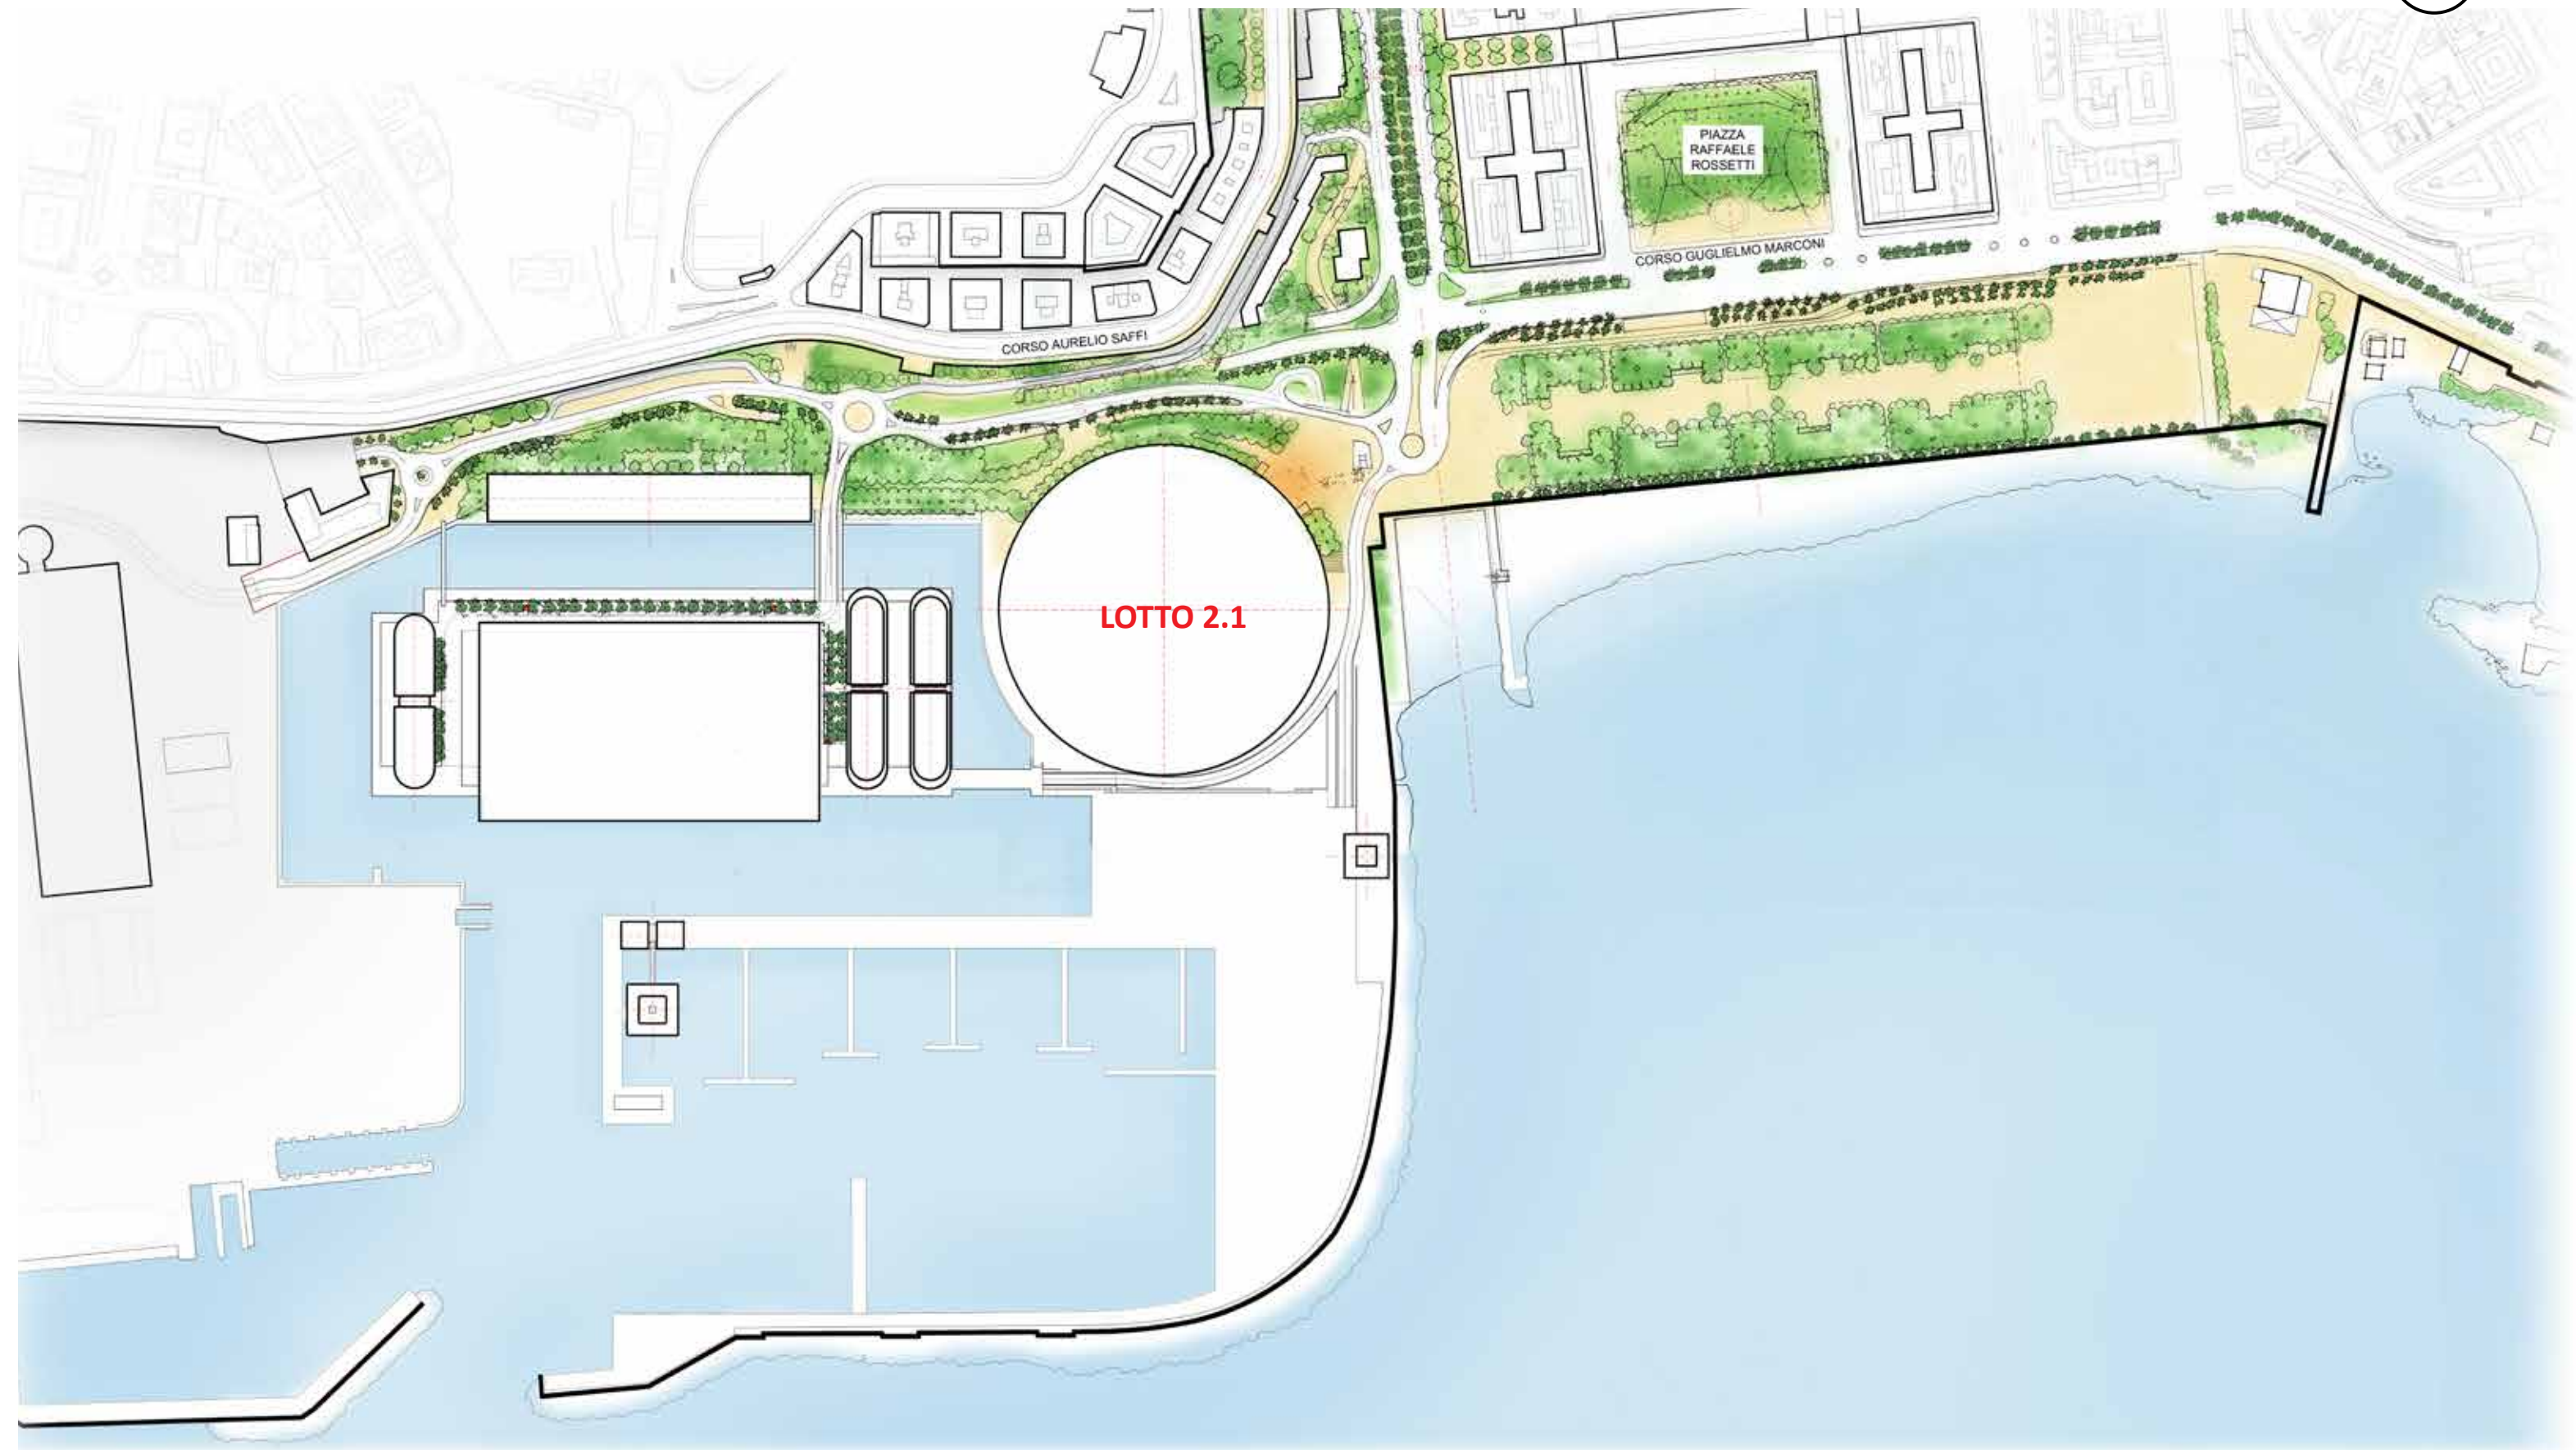 PIAZZA
RAFFAELE
ROSSETTI
CORSO GUGLIELMO MARCONI
CORSO AURELIO SAFFI
LOTTO 2.1